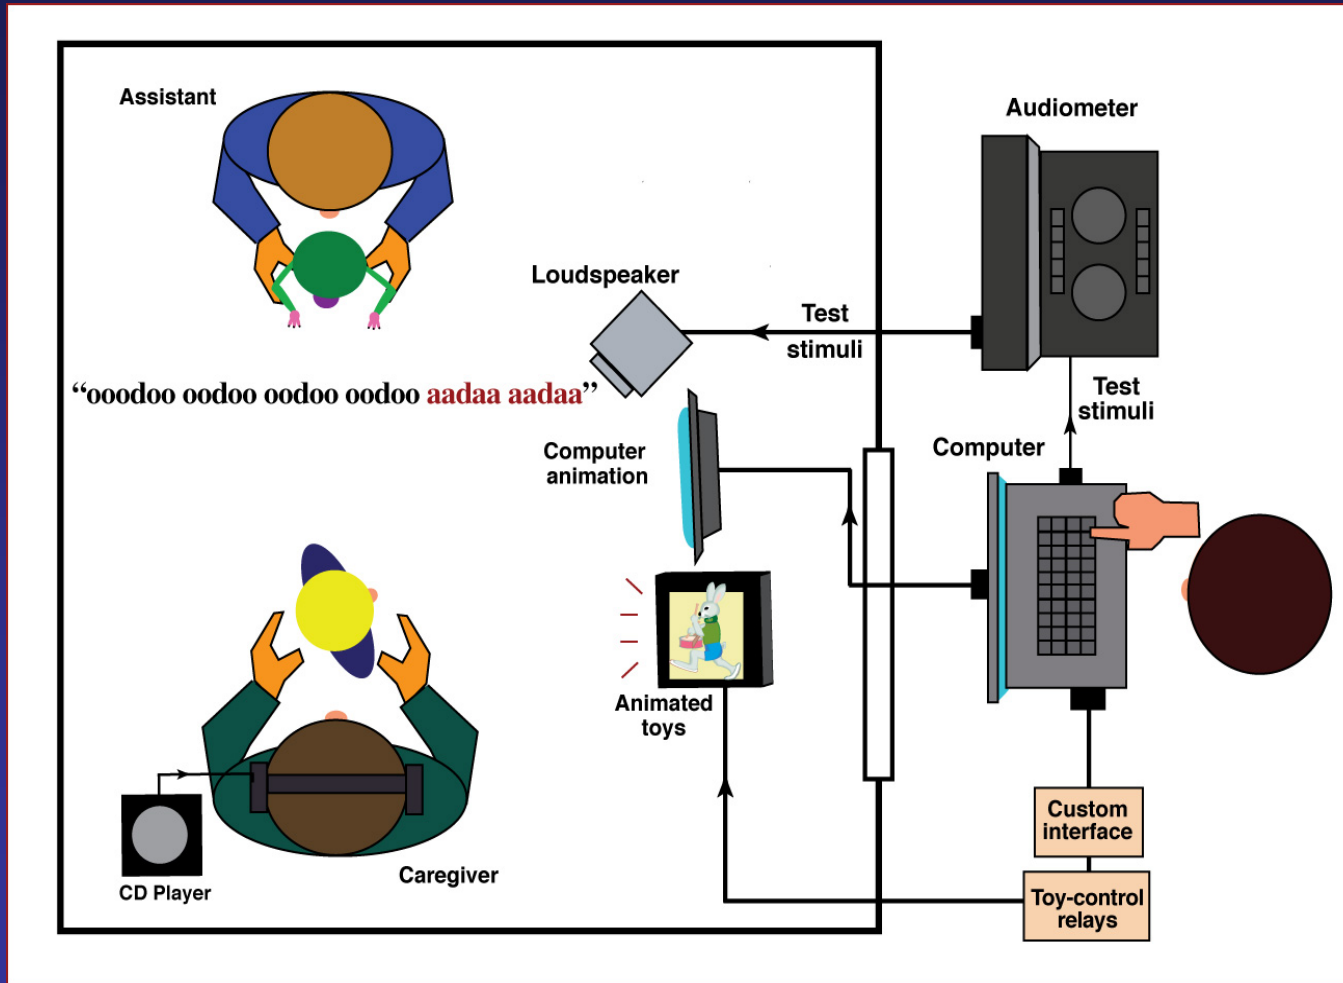 Assistant
Audiometer
Loudspeaker
Test
stimuli
“ooodoo oodoo oodoo oodoo aadaa aadaa”
Test
stimuli
Computer
animation
Computer
Animated
toys
Custom
interface
Caregiver
CD Player
Toy-control
relays